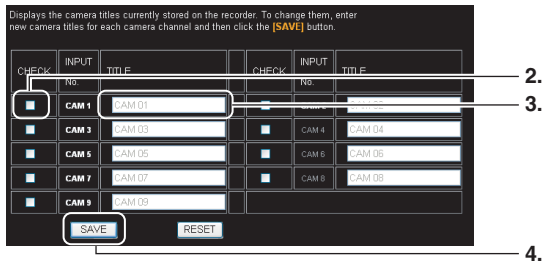 Displays the camera titles currently stored on the recorder. To change them, enter
new camera titles for each camera channel and then click the [SAVE] button.
CHECK INPUT No. TITLE CHECK INPUT No. TITLE
2.
CAM 1 CAM 01
3.
CAM 3 CAM 03 CAM 4 CAM 04
CAM 5 CAM 05 CAM 6 CAM 06
CAM 7 CAM 07 CAM 8 CAM 08
CAM 9 CAM 09
SAVE RESET
4.